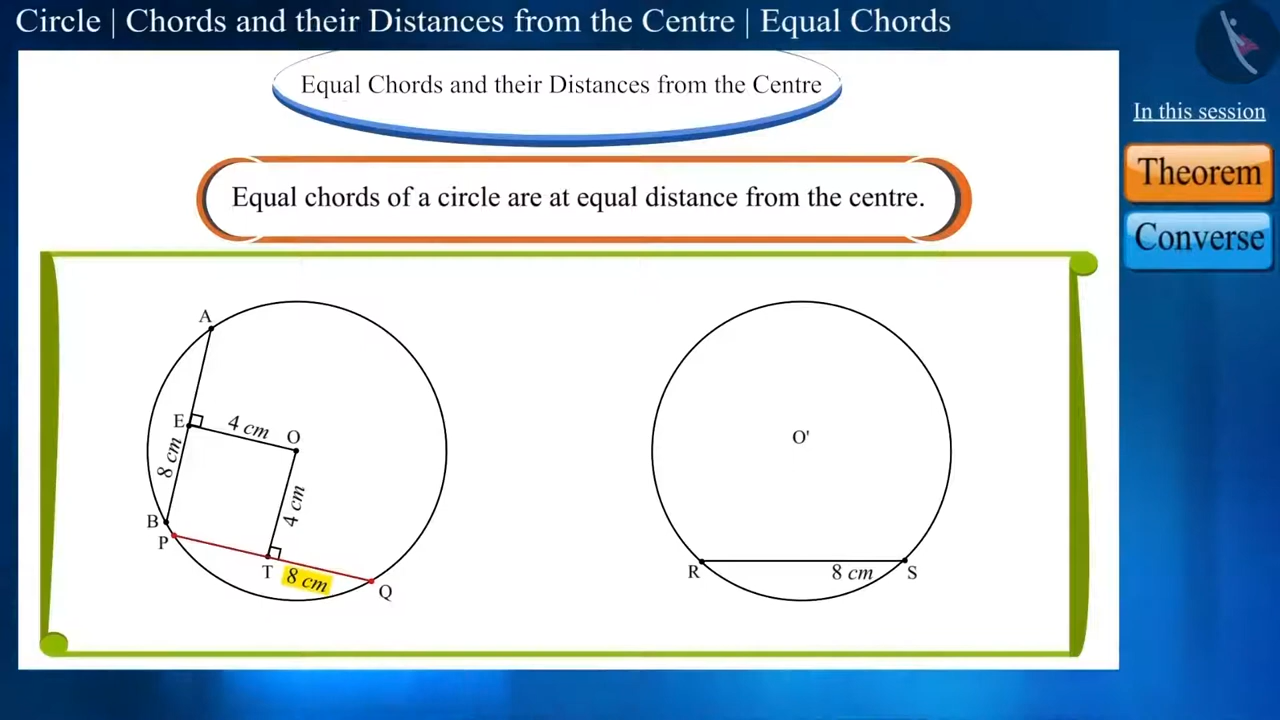 Circle | Chords and their Distances from the Centre | Equal Chords
Equal Chords and their Distances from the Centre
In this session
Theorem
Converse
Equal chords of a circle are at equal distance from the centre.
A
E
4 cm
O
8 cm
4 cm
B
P
T
8 cm
Q
O'
R
8 cm
S